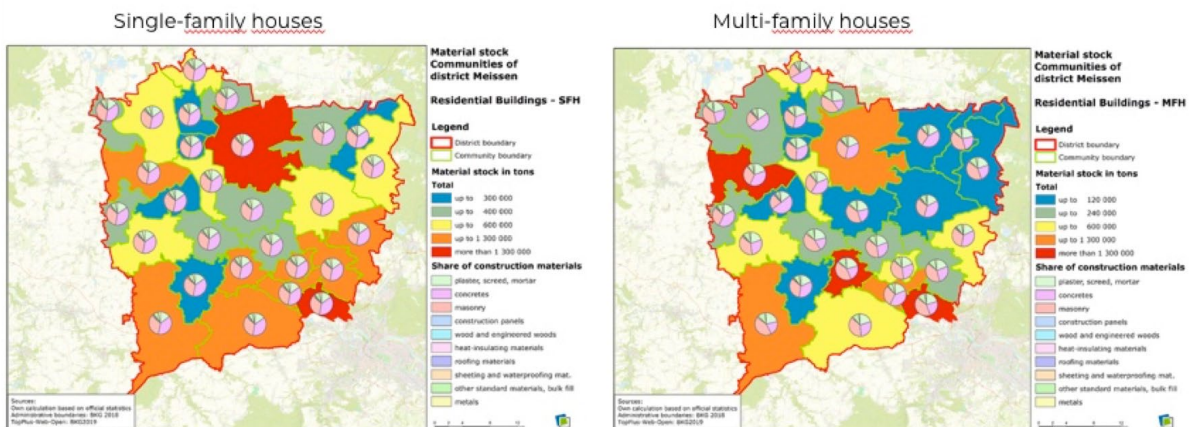 Single-family houses
Material stock
Communities of
district Meissen
Residential Buildings - SFH
Legend
District boundary
Community boundary
Material stock in tons
Total
up to 300 000
up to 400 000
up to 600 000
up to 1 300 000
more than 1 300 000
Share of construction materials
plaster, screed, mortar
concretes
masonry
construction panels
wood and engineered woods
heat-insulating materials
roofing materials
sheeting and waterproofing mat.
other standard materials, bulk fill
metals
Sources:
Own calculation based on official statistics
Administrative boundaries: BKG 2018
TopPlus-Web-Open: BKG2019
Multi-family houses
Material stock
Communities of
district Meissen
Residential Buildings - MFH
Legend
District boundary
Community boundary
Material stock in tons
Total
up to 120 000
up to 240 000
up to 600 000
up to 1 300 000
more than 1 300 000
Share of construction materials
plaster, screed, mortar
concretes
masonry
construction panels
wood and engineered woods
heat-insulating materials
roofing materials
sheeting and waterproofing mat.
other standard materials, bulk fill
metals
Sources:
Own calculation based on official statistics
Administrative boundaries: BKG 2018
TopPlus-Web-Open: BKG2019